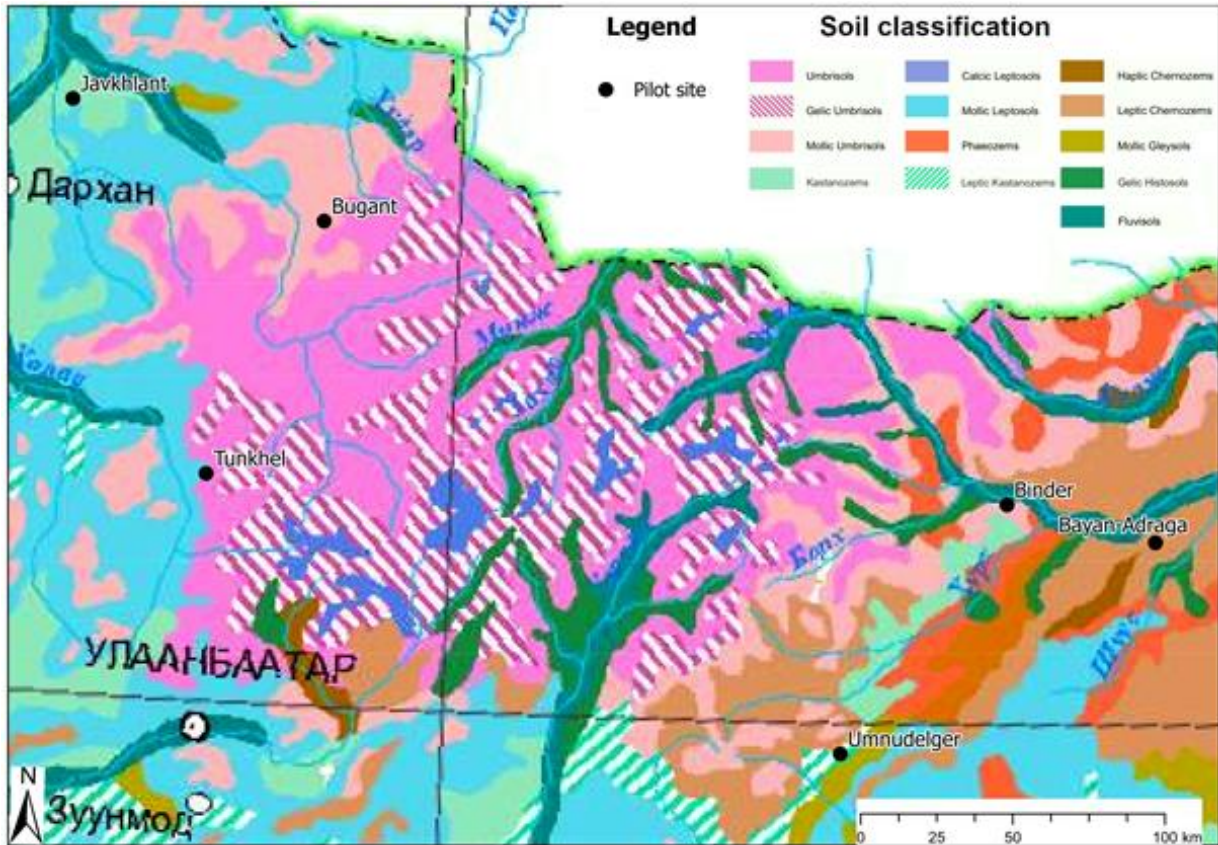 Legend
Pilot site
Soil classification
Umbrisols
Gelic Umbrisols
Mollic Umbrisols
Kastanozems
Calcic Leptosols
Mollic Leptosols
Phaeozems
Leptic Kastanozems
Haplic Chernozems
Leptic Chernozems
Mollic Gleysols
Gelic Histosols
Fluvisols
Javkhlant
Дархан
Bugant
Минж
Tunkhel
Binder
Bayan-Adraga
Борх
УЛААНБААТАР
Umnudelger
Зуунмод
N
0 25 50 100 km